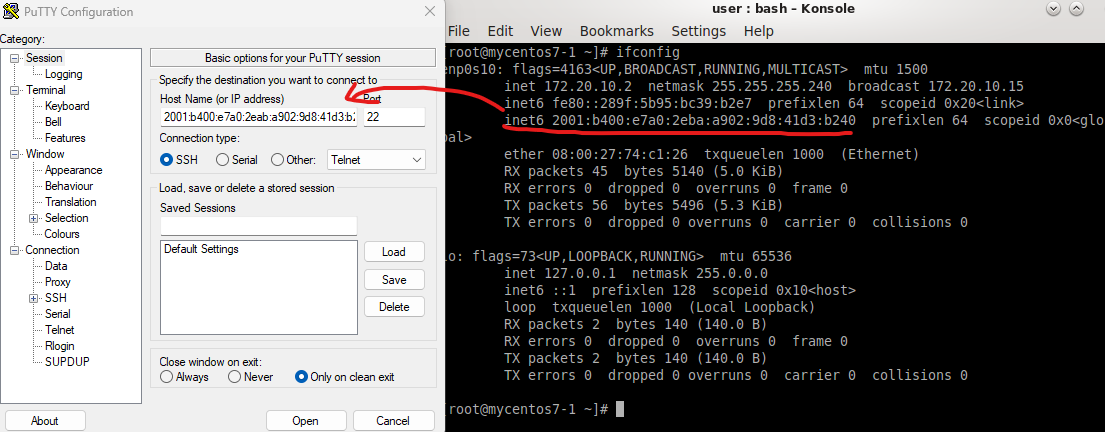 PuTTY Configuration
Category:
Session
Logging
Terminal
Keyboard
Bell
Features
Window
Appearance
Behaviour
Translation
Selection
Colours
Connection
Data
Proxy
SSH
Serial
Telnet
Rlogin
SUPDUP
Basic options for your PuTTY session
Specify the destination you want to connect to
Host Name (or IP address) Port
2001:b400:e7a0:2eab:a902:9d8:41d3:b2 22
Connection type:
SSH Serial Other: Telnet
Load, save or delete a stored session
Saved Sessions
Default Settings
Load
Save
Delete
Close window on exit:
Always Never Only on clean exit
About Open Cancel
user : bash – Konsole
File Edit View Bookmarks Settings Help
[root@mycentos7-1 ~]# ifconfig
enp0s10: flags=4163<UP,BROADCAST,RUNNING,MULTICAST> mtu 1500
inet 172.20.10.2 netmask 255.255.255.240 broadcast 172.20.10.15
inet6 fe80::289f:5b95:bc39:b2e7 prefixlen 64 scopeid 0x20<link>
inet6 2001:b400:e7a0:2eba:a902:9d8:41d3:b240 prefixlen 64 scopeid 0x0<glo
bal>
ether 08:00:27:74:c1:26 txqueuelen 1000 (Ethernet)
RX packets 45 bytes 5140 (5.0 KiB)
RX errors 0 dropped 0 overruns 0 frame 0
TX packets 56 bytes 5496 (5.3 KiB)
TX errors 0 dropped 0 overruns 0 carrier 0 collisions 0
lo: flags=73<UP,LOOPBACK,RUNNING> mtu 65536
inet 127.0.0.1 netmask 255.0.0.0
inet6 ::1 prefixlen 128 scopeid 0x10<host>
loop txqueuelen 1000 (Local Loopback)
RX packets 2 bytes 140 (140.0 B)
RX errors 0 dropped 0 overruns 0 frame 0
TX packets 2 bytes 140 (140.0 B)
TX errors 0 dropped 0 overruns 0 carrier 0 collisions 0
[root@mycentos7-1 ~]#